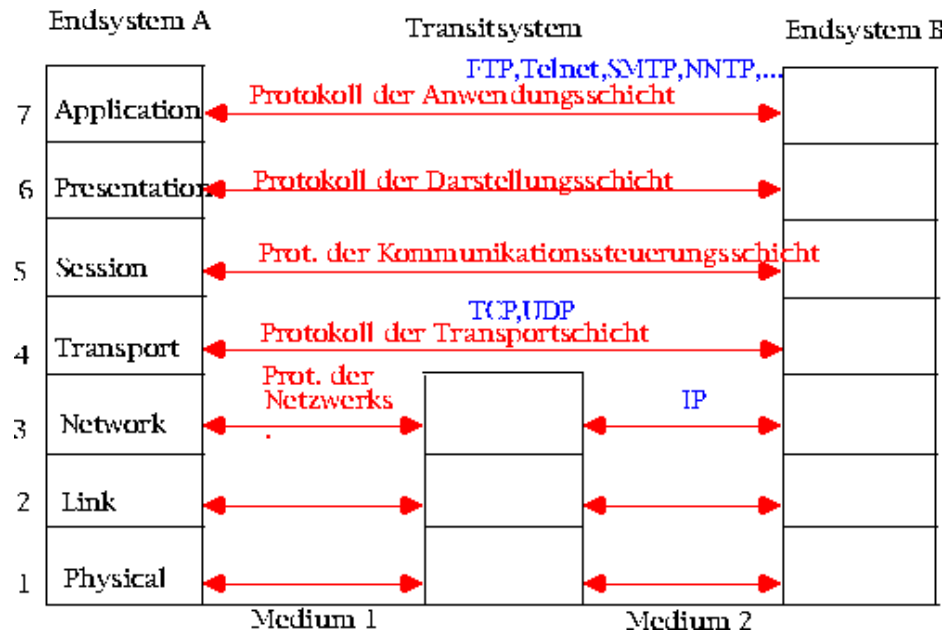 Endsystem A
Transitsystem
Endsystem B
FTP,Telnet,SMTP,NNTP,...
7
Application
Protokoll der Anwendungsschicht
6
Presentation
Protokoll der Darstellungsschicht
5
Session
Prot. der Kommunikationssteuerungsschicht
TCP,UDP
4
Transport
Protokoll der Transportschicht
Prot. der
Netzwerks
.
IP
3
Network
2
Link
1
Physical
Medium 1
Medium 2